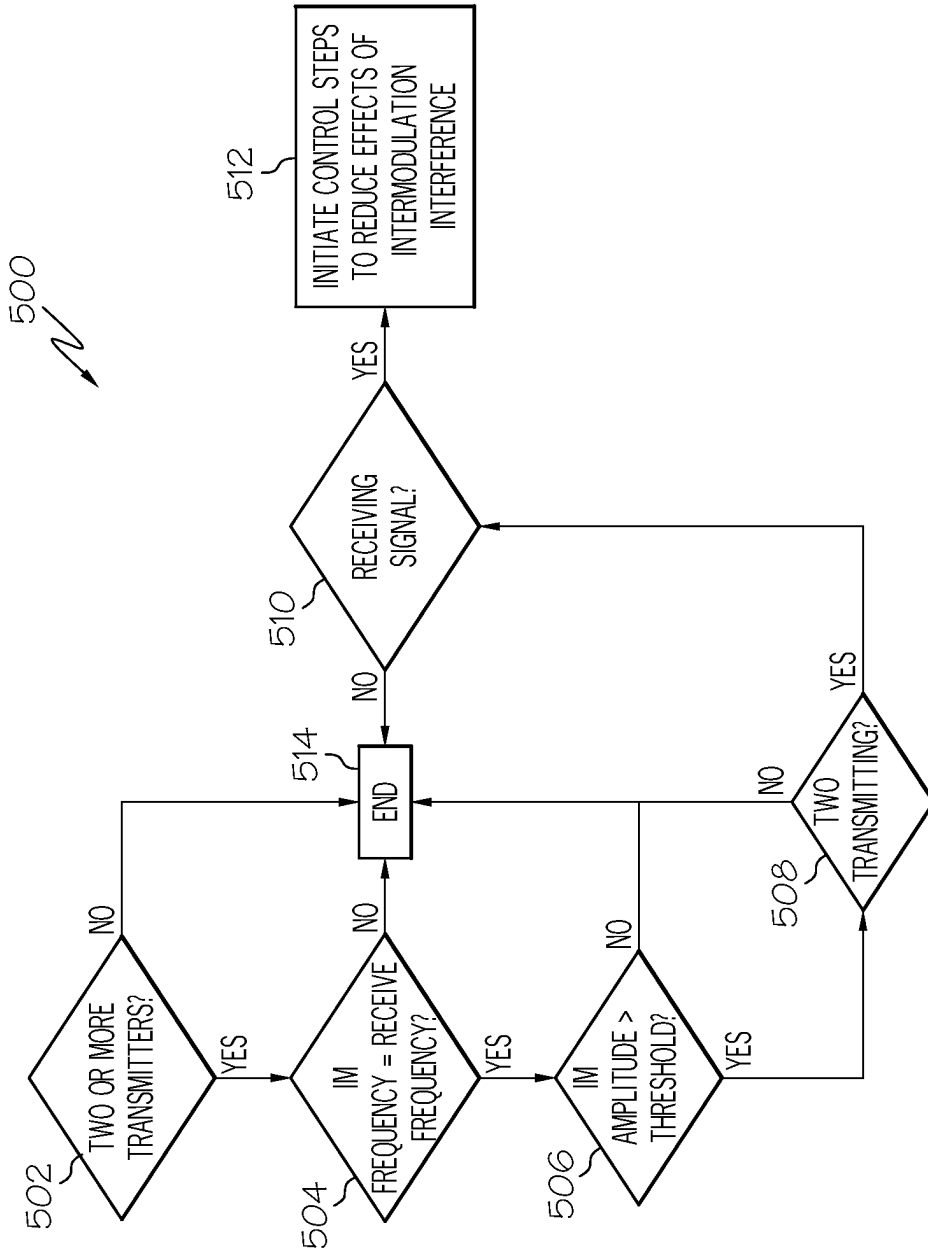 500
502
TWO OR MORE
TRANSMITTERS?
NO
YES
504
IM
FREQUENCY = RECEIVE
FREQUENCY?
NO
YES
506
IM
AMPLITUDE >
THRESHOLD?
NO
YES
508
TWO
TRANSMITTING?
NO
YES
510
RECEIVING
SIGNAL?
NO
YES
512
INITIATE CONTROL STEPS
TO REDUCE EFFECTS OF
INTERMODULATION
INTERFERENCE
514
END